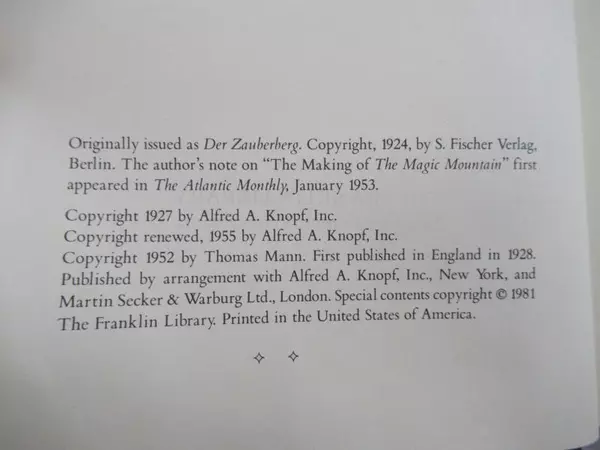 Originally issued as Der Zauberberg. Copyright, 1924, by S. Fischer Verlag,
Berlin. The author's note on "The Making of The Magic Mountain" first
appeared in The Atlantic Monthly, January 1953.
Copyright 1927 by Alfred A. Knopf, Inc.
Copyright renewed, 1955 by Alfred A. Knopf, Inc.
Copyright 1952 by Thomas Mann. First published in England in 1928.
Published by arrangement with Alfred A. Knopf, Inc., New York, and
Martin Secker & Warburg Ltd., London. Special contents copyright © 1981
The Franklin Library. Printed in the United States of America.